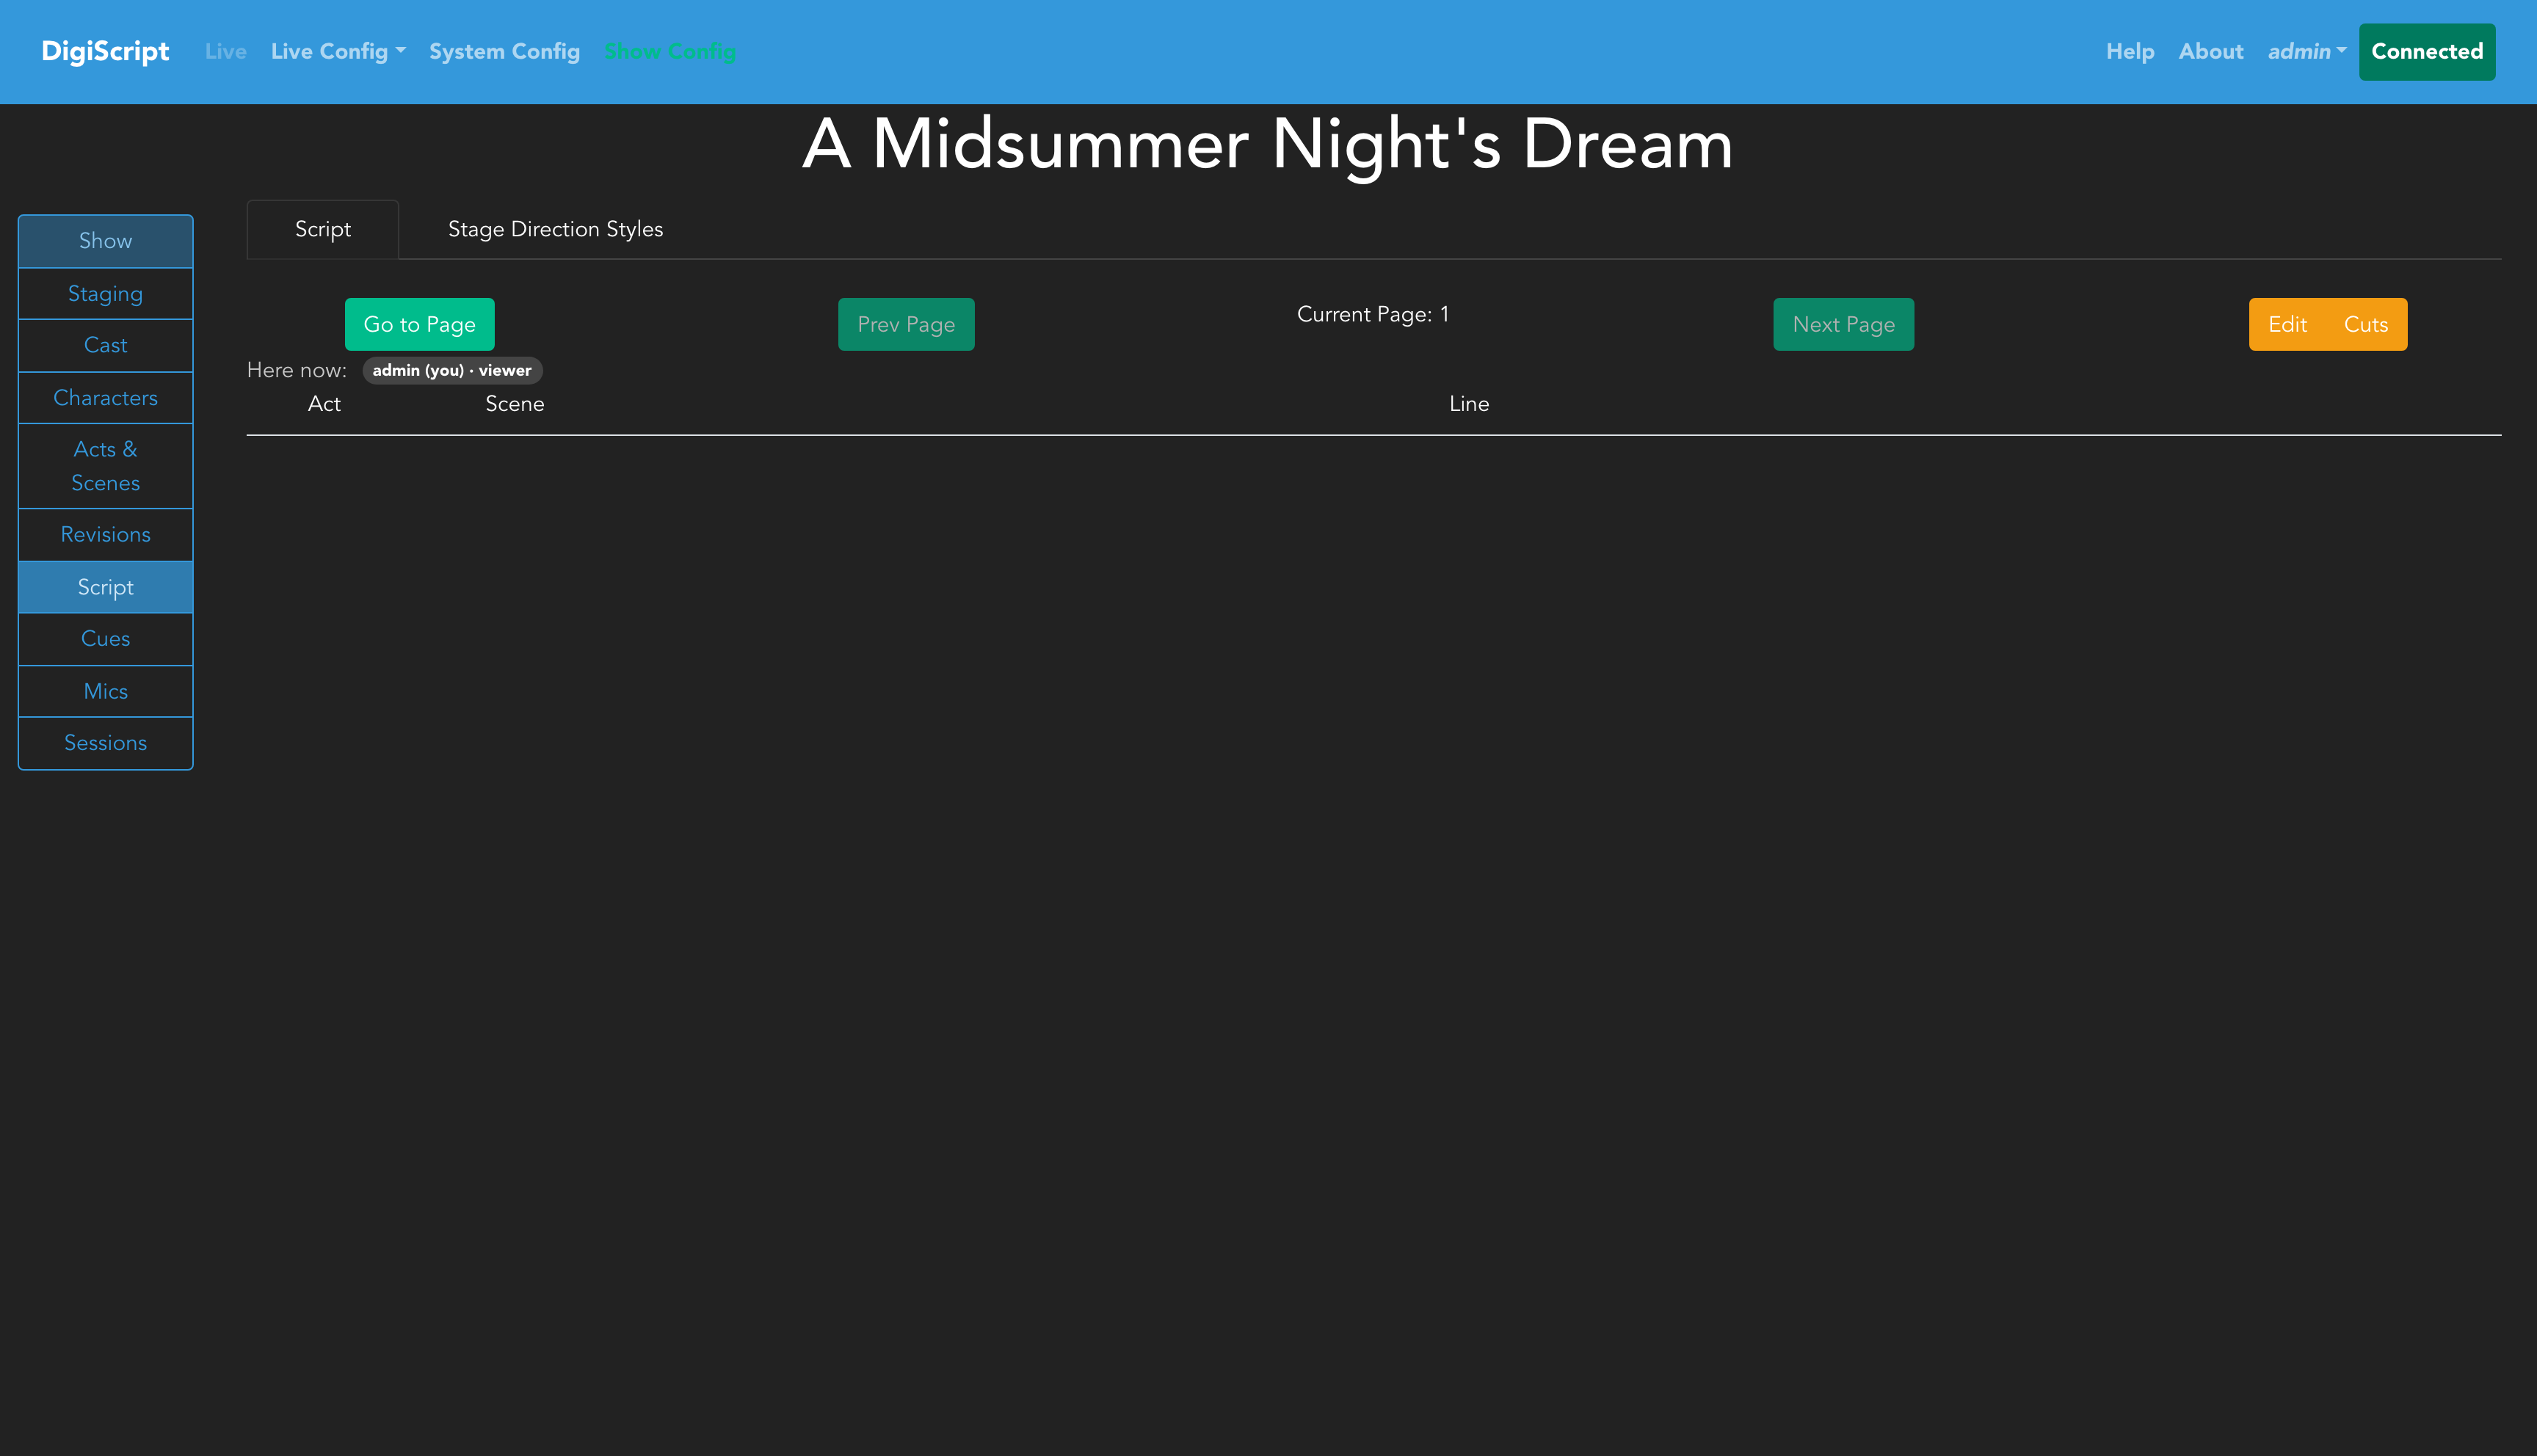 DigiScript Live Live Config System Config Show Config Help About admin Connected
A Midsummer Night's Dream
Show
Staging
Cast
Characters
Acts &
Scenes
Revisions
Script
Cues
Mics
Sessions
Script Stage Direction Styles
Go to Page Prev Page Current Page: 1 Next Page Edit Cuts
Here now: admin (you) · viewer
Act Scene Line